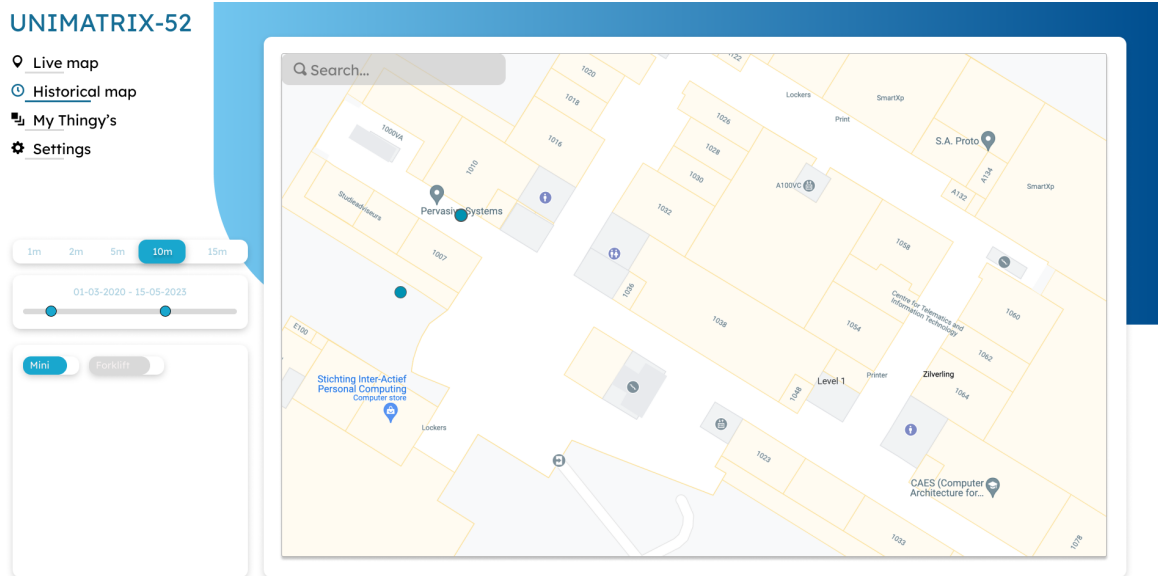 UNIMATRIX-52
Live map
Historical map
My Thingy's
Settings
1m 2m 5m 10m 15m
01-03-2020 - 15-05-2023
Mini Forklift
Search...
1122
1020
1018
1016
1000VA
1010
Studieadviseurs
Pervasive Systems
1007
E100
Stichting Inter-Actief
Personal Computing
Computer store
Lockers
Lockers
SmartXp
Print
1026
1028
1030
1032
S.A. Proto
A100VC
A134
A132
SmartXp
1058
1036
1038
Centre for Telematics and
Information Technology
1060
1054
1062
Level 1
Printer
Zilverling
1048
1064
1023
CAES (Computer
Architecture for...
1033
1078